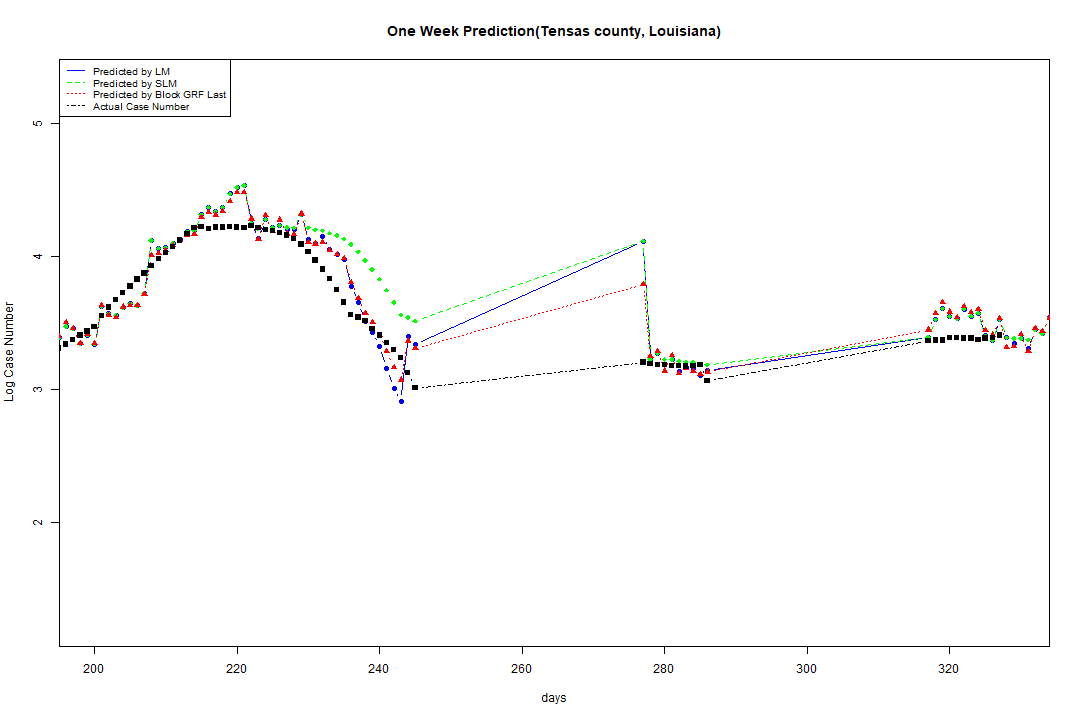 One Week Prediction(Tensas county, Louisiana)
Predicted by LM
Predicted by SLM
Predicted by Block GRF Last
Actual Case Number
Log Case Number
5
4
3
2
200 220 240 260 280 300 320
days